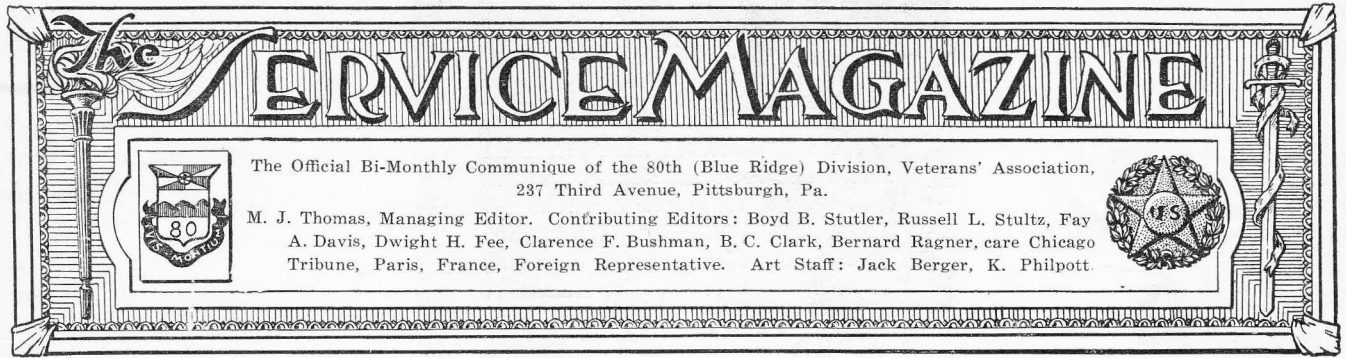 The
SERVICE MAGAZINE
The Official Bi-Monthly Communique of the 80th (Blue Ridge) Division, Veterans' Association,
237 Third Avenue, Pittsburgh, Pa.
M. J. Thomas, Managing Editor. Contributing Editors: Boyd B. Stutler, Russell L. Stultz, Fay
A. Davis, Dwight H. Fee, Clarence F. Bushman, B. C. Clark, Bernard Ragner, care Chicago
Tribune, Paris, France, Foreign Representative. Art Staff: Jack Berger, K. Philpott
80
VIS MONTIUM
US